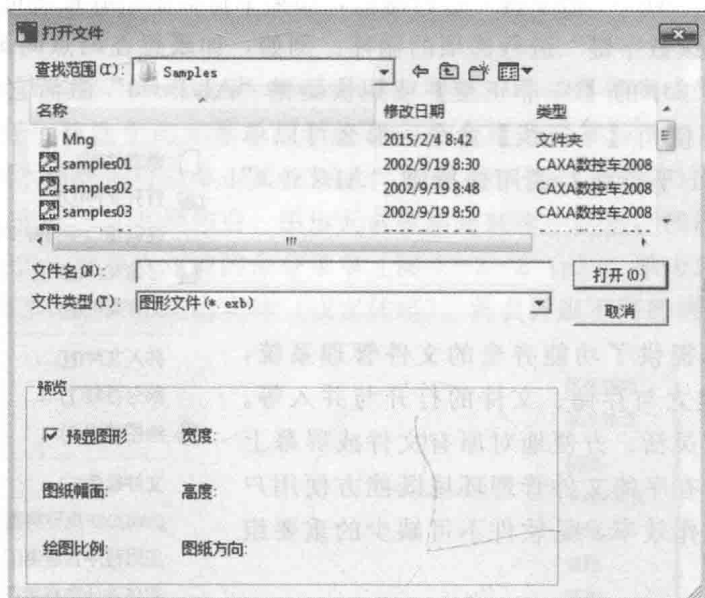 打开文件
查找范围(I): Samples
名称 修改日期 类型
Mng 2015/2/4 8:42 文件夹
samples01 2002/9/19 8:30 CAXA数控车2008
samples02 2002/9/19 8:48 CAXA数控车2008
samples03 2002/9/19 8:50 CAXA数控车2008
文件名(N): 打开(O)
文件类型(T): 图形文件(*.exb) 取消
预览
预显图形 宽度:
图纸幅面: 高度:
绘图比例: 图纸方向: